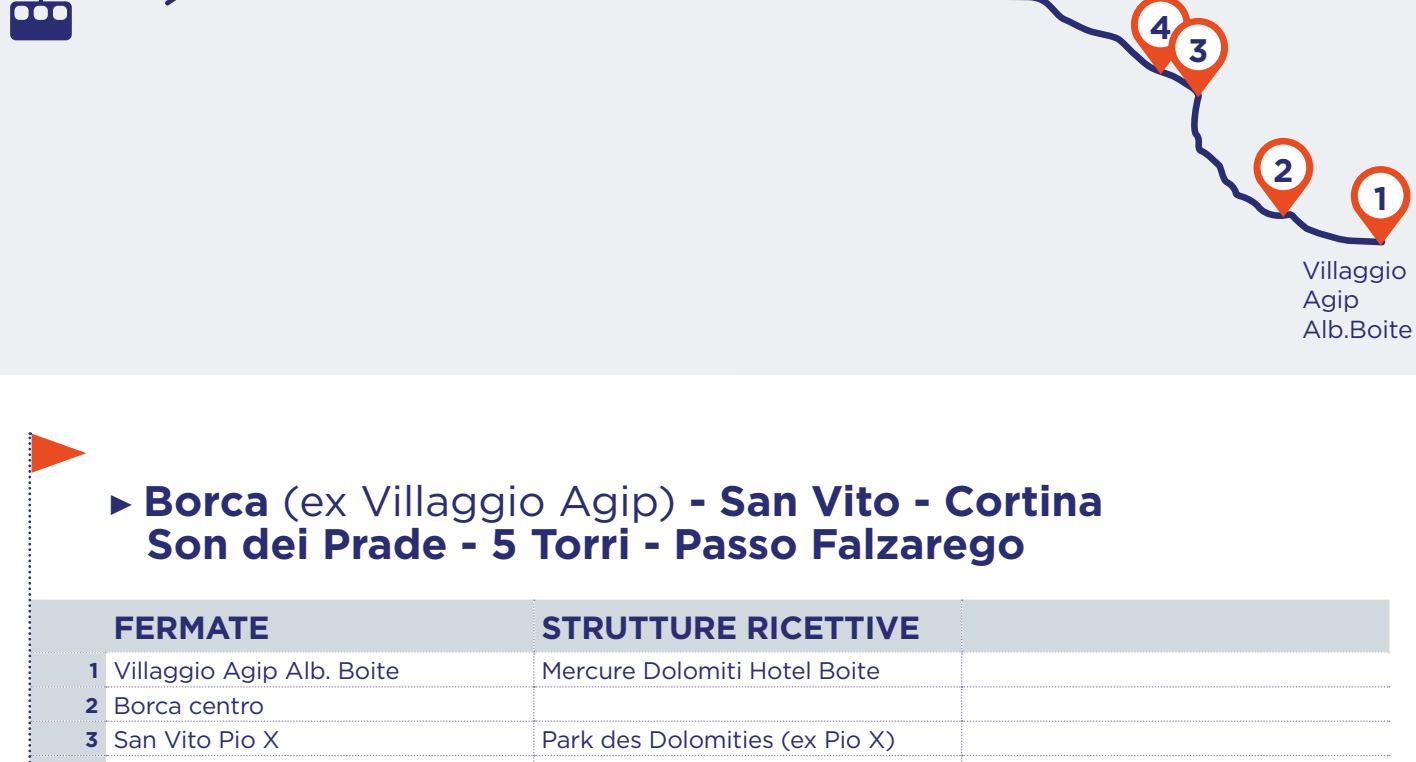 4
3
2
1
Villaggio
Agip
Alb.Boite
► Borca (ex Villaggio Agip) - San Vito - Cortina
Son dei Prade - 5 Torri - Passo Falzarego
FERMATE STRUTTURE RICETTIVE
1 Villaggio Agip Alb. Boite Mercure Dolomiti Hotel Boite
2 Borca centro
3 San Vito Pio X Park des Dolomities (ex Pio X)